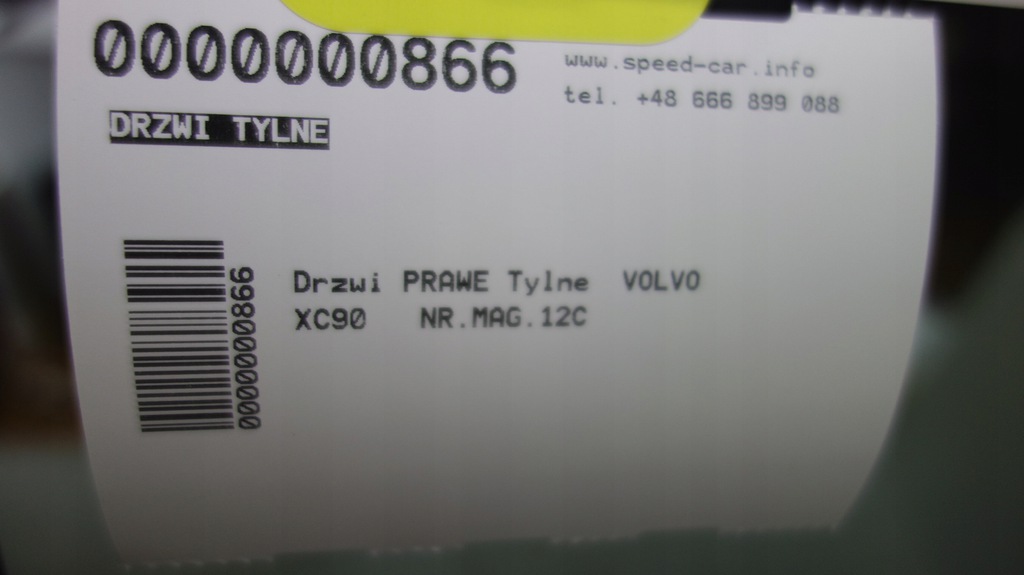 0000000866
www.speed-car.info
tel. +48 666 899 088
DRZWI TYLNE
0000000866
Drzwi PRAWE Tylne VOLVO
XC90 NR.MAG.12C